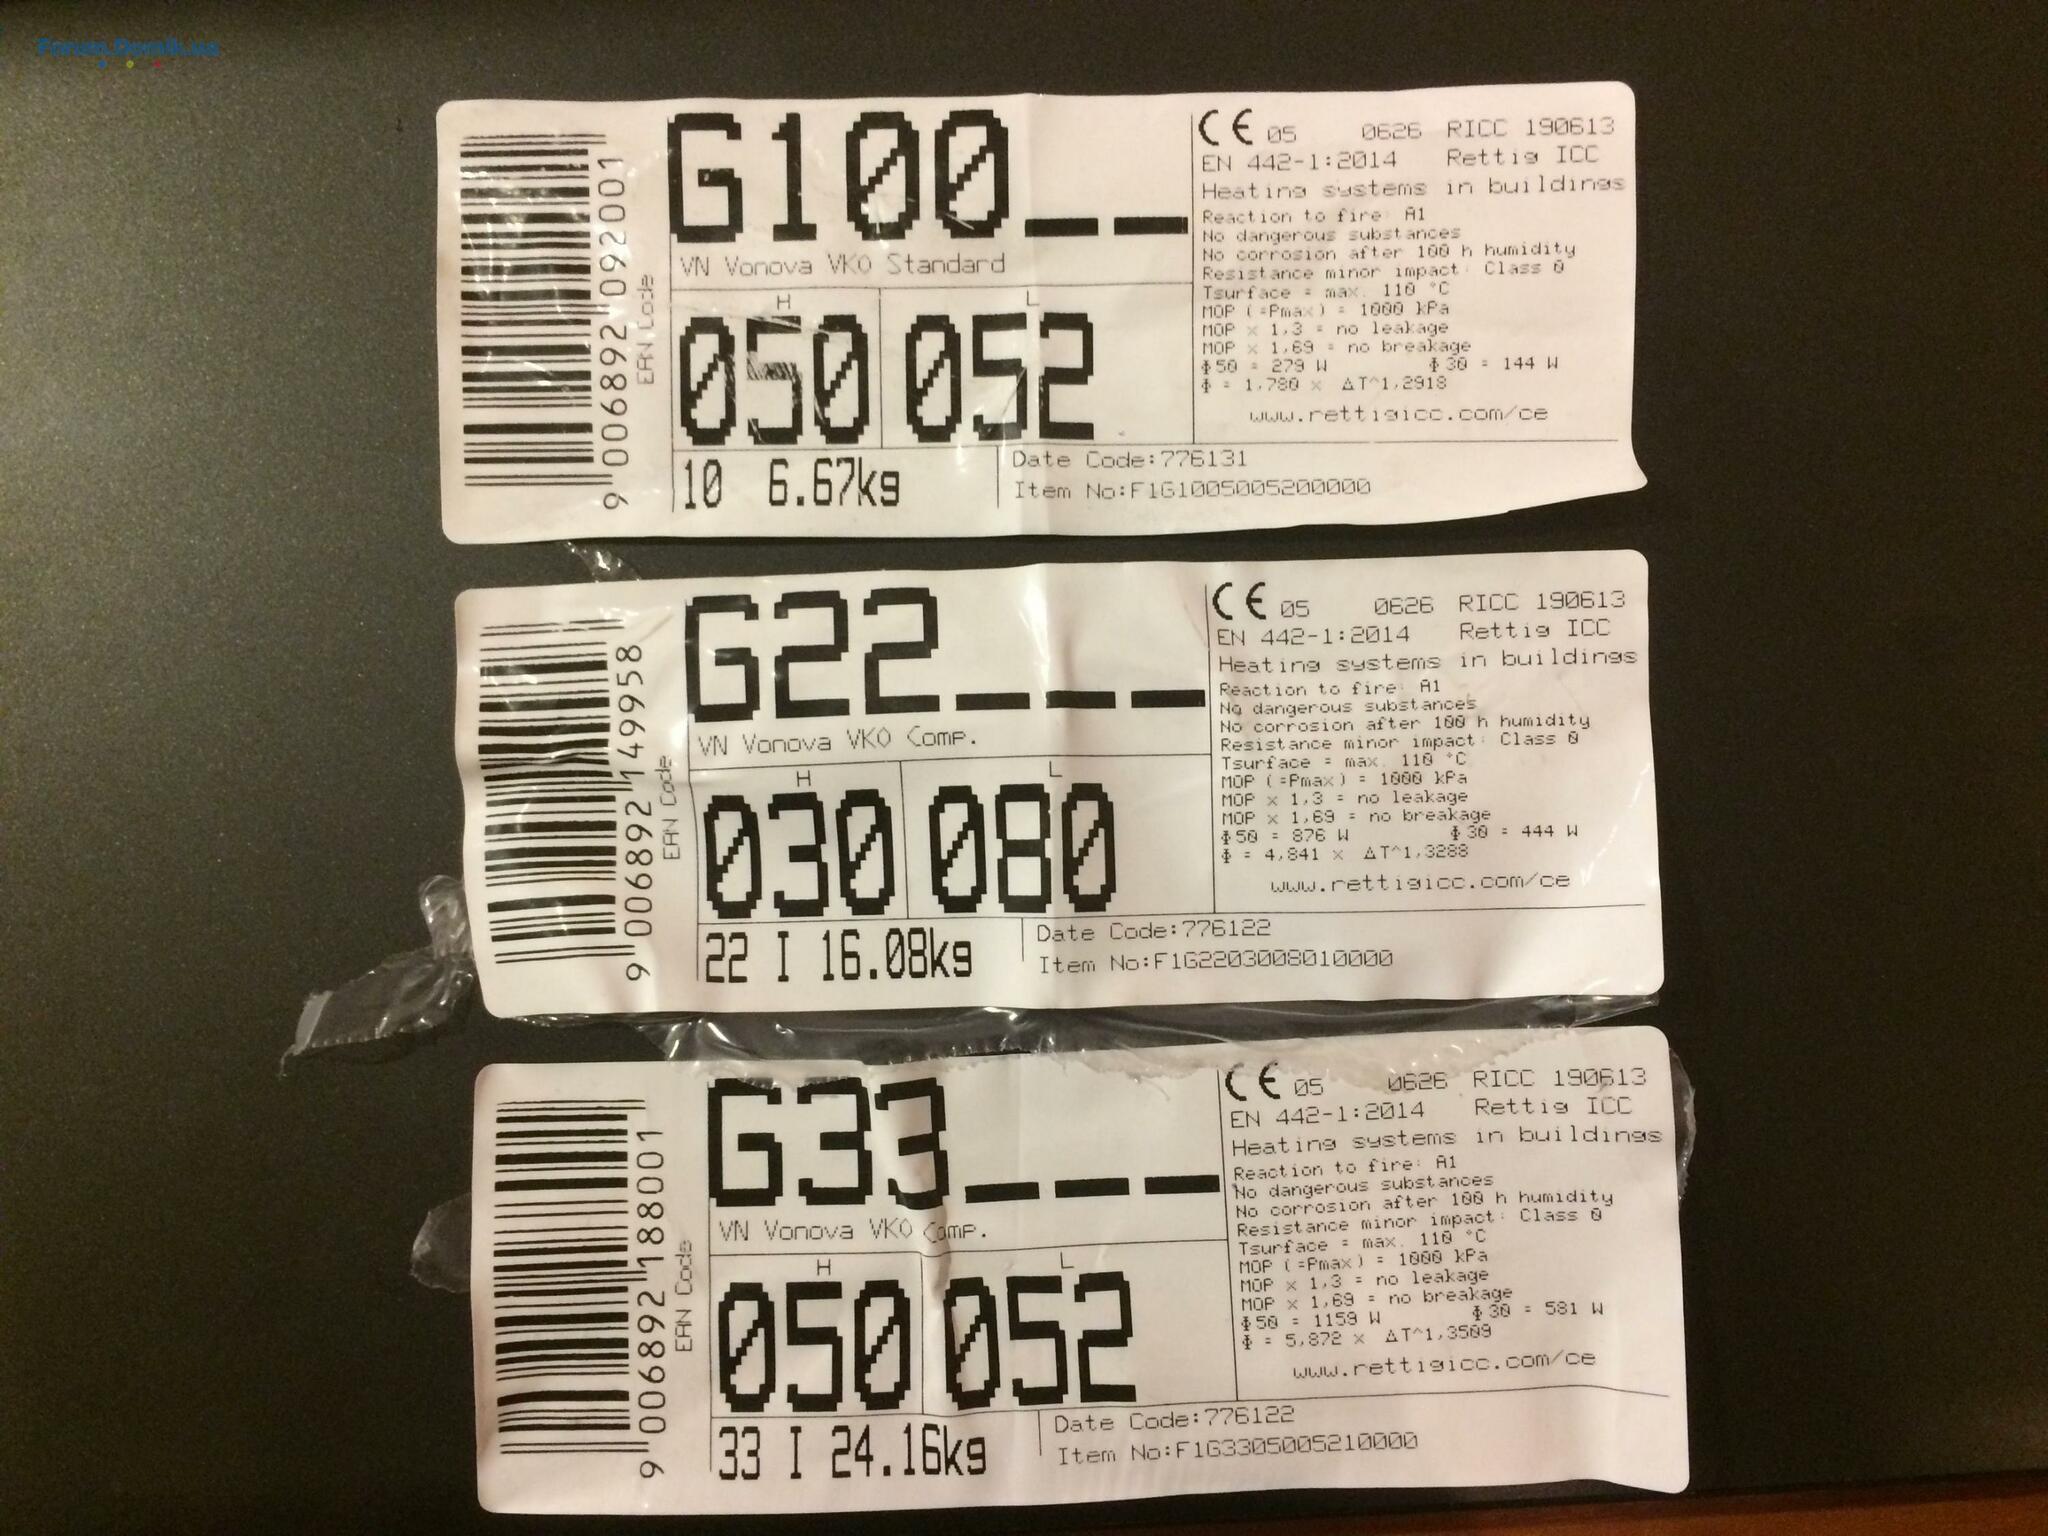 Forum.Domik.ua
9 006892 092001
EAN Code
G100__
VN Vonova VKO Standard
H L
050 052
10 6.67kg
CE 05 0626 RICC 190613
EN 442-1:2014 Rettig ICC
Heating systems in buildings
Reaction to fire: A1
No dangerous substances
No corrosion after 100 h humidity
Resistance minor impact: Class 0
Tsurface = max. 110 °C
MOP (=Pmax) = 1000 kPa
MOP x 1,3 = no leakage
MOP x 1,69 = no breakage
Φ50 = 279 W Φ30 = 144 W
Φ = 1,780 x ΔT^1,2918
www.rettigicc.com/ce
Date Code:776131
Item No:F1G1005005200000
9 006892 149958
EAN Code
G22___
VN Vonova VKO Comp.
H L
030 080
22 I 16.08kg
CE 05 0626 RICC 190613
EN 442-1:2014 Rettig ICC
Heating systems in buildings
Reaction to fire: A1
No dangerous substances
No corrosion after 100 h humidity
Resistance minor impact: Class 0
Tsurface = max. 110 °C
MOP (=Pmax) = 1000 kPa
MOP x 1,3 = no leakage
MOP x 1,69 = no breakage
Φ50 = 876 W Φ30 = 444 W
Φ = 4,841 x ΔT^1,3288
www.rettigicc.com/ce
Date Code:776122
Item No:F1G2203008010000
9 006892 188001
EAN Code
G33___
VN Vonova VKO Comp.
H L
050 052
33 I 24.16kg
CE 05 0626 RICC 190613
EN 442-1:2014 Rettig ICC
Heating systems in buildings
Reaction to fire: A1
No dangerous substances
No corrosion after 100 h humidity
Resistance minor impact: Class 0
Tsurface = max. 110 °C
MOP (=Pmax) = 1000 kPa
MOP x 1,3 = no leakage
MOP x 1,69 = no breakage
Φ50 = 1159 W Φ30 = 581 W
Φ = 5,872 x ΔT^1,3509
www.rettigicc.com/ce
Date Code:776122
Item No:F1G3305005210000